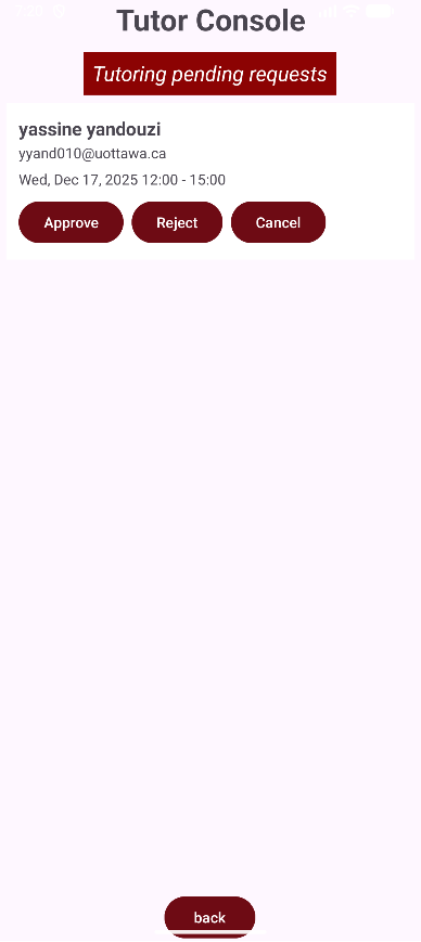 Tutor Console
Tutoring pending requests
yassine yandouzi
yyand010@uottawa.ca
Wed, Dec 17, 2025 12:00 - 15:00
Approve Reject Cancel
back